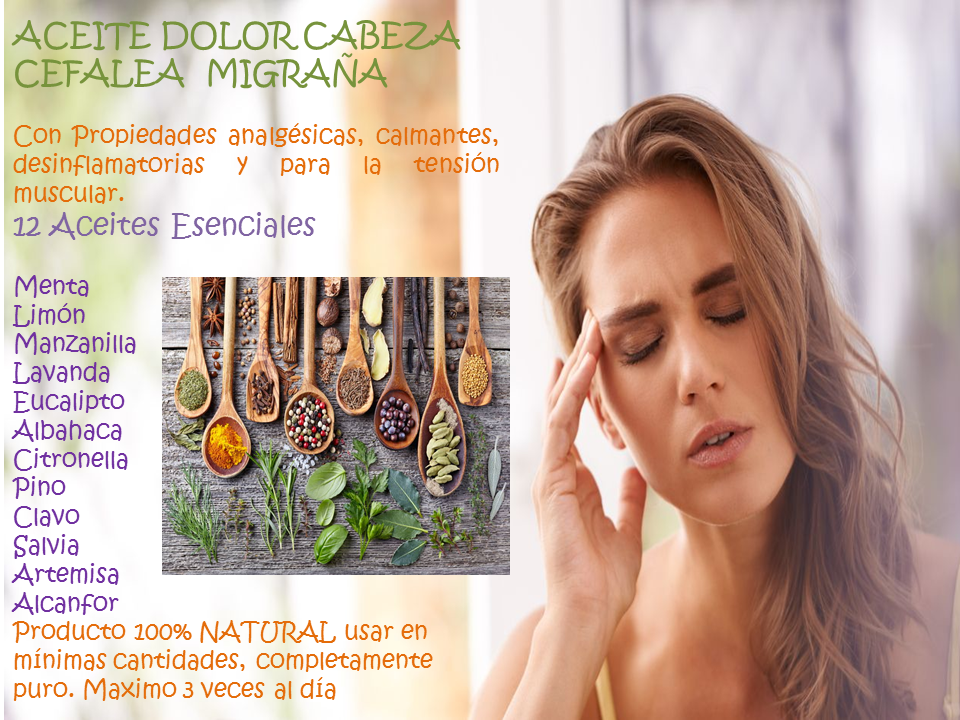 ACEITE DOLOR CABEZA
CEFALEA MIGRAÑA
Con Propiedades analgésicas, calmantes,
desinflamatorias y para la tensión
muscular.
12 Aceites Esenciales
Menta
Limón
Manzanilla
Lavanda
Eucalipto
Albahaca
Citronella
Pino
Clavo
Salvia
Artemisa
Alcanfor
Producto 100% NATURAL usar en
mínimas cantidades, completamente
puro. Maximo 3 veces al día